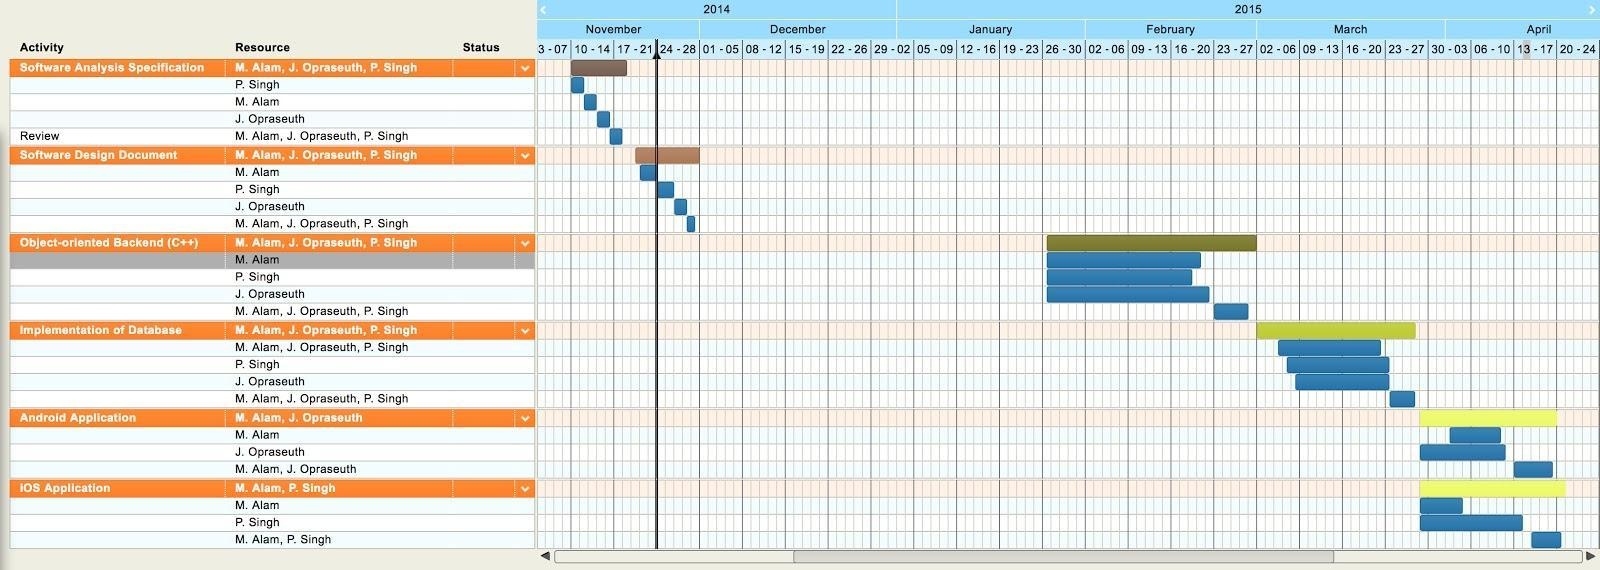 2014 2015
November December January February March April
Activity Resource Status 3 - 07 10 - 14 17 - 21 24 - 28 01 - 05 08 - 12 15 - 19 22 - 26 29 - 02 05 - 09 12 - 16 19 - 23 26 - 30 02 - 06 09 - 13 16 - 20 23 - 27 02 - 06 09 - 13 16 - 20 23 - 27 30 - 03 06 - 10 13 - 17 20 - 24
Software Analysis Specification M. Alam, J. Opraseuth, P. Singh
P. Singh
M. Alam
J. Opraseuth
Review M. Alam, J. Opraseuth, P. Singh
Software Design Document M. Alam, J. Opraseuth, P. Singh
M. Alam
P. Singh
J. Opraseuth
M. Alam, J. Opraseuth, P. Singh
Object-oriented Backend (C++) M. Alam, J. Opraseuth, P. Singh
M. Alam
P. Singh
J. Opraseuth
M. Alam, J. Opraseuth, P. Singh
Implementation of Database M. Alam, J. Opraseuth, P. Singh
M. Alam, J. Opraseuth, P. Singh
P. Singh
J. Opraseuth
M. Alam, J. Opraseuth, P. Singh
Android Application M. Alam, J. Opraseuth
M. Alam
J. Opraseuth
M. Alam, J. Opraseuth
iOS Application M. Alam, P. Singh
M. Alam
P. Singh
M. Alam, P. Singh